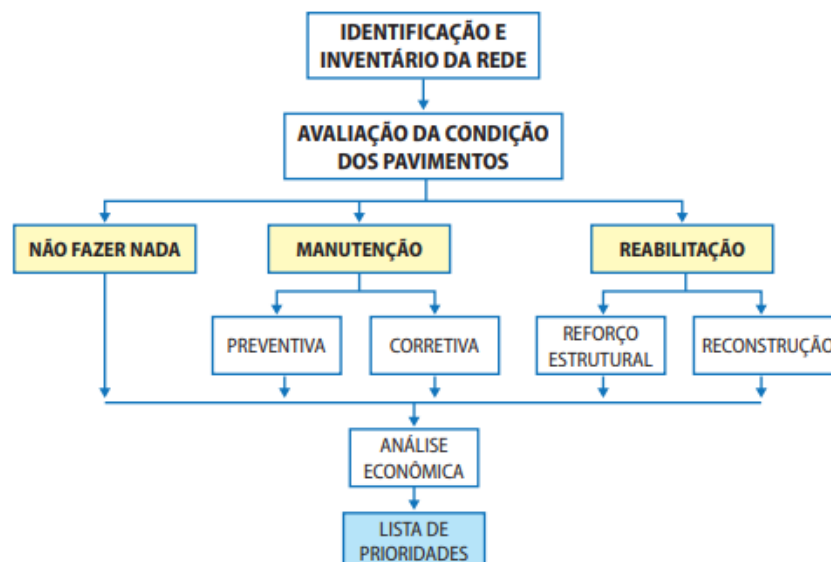 IDENTIFICAÇÃO E
INVENTÁRIO DA REDE
AVALIAÇÃO DA CONDIÇÃO
DOS PAVIMENTOS
NÃO FAZER NADA
MANUTENÇÃO
REABILITAÇÃO
PREVENTIVA
CORRETIVA
REFORÇO
ESTRUTURAL
RECONSTRUÇÃO
ANÁLISE
ECONÔMICA
LISTA DE
PRIORIDADES